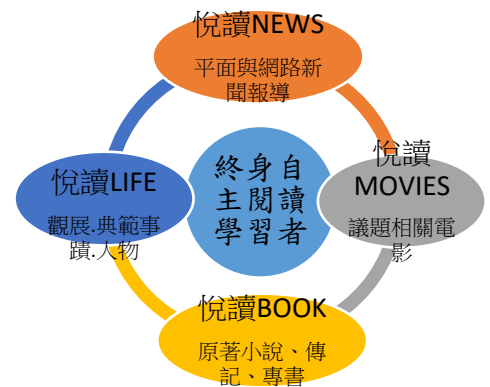 悅讀NEWS
平面與網路新
聞報導
悅讀
MOVIES
議題相關電
影
悅讀BOOK
原著小說、傳
記、專書
悅讀LIFE
觀展.典範事
蹟.人物
終身自
主閱讀
學習者